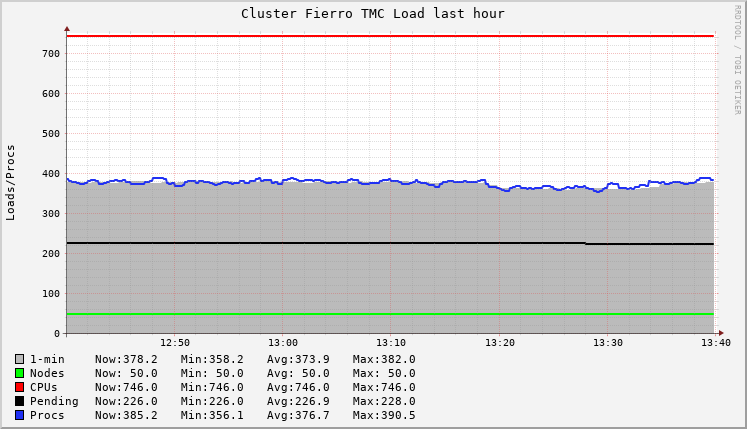 Cluster Fierro TMC Load last hour
RRDTOOL / TOBI OETIKER
Loads/Procs
700
600
500
400
300
200
100
0
12:50 13:00 13:10 13:20 13:30 13:40
1-min Now:378.2 Min:358.2 Avg:373.9 Max:382.0
Nodes Now: 50.0 Min: 50.0 Avg: 50.0 Max: 50.0
CPUs Now:746.0 Min:746.0 Avg:746.0 Max:746.0
Pending Now:226.0 Min:226.0 Avg:226.9 Max:228.0
Procs Now:385.2 Min:356.1 Avg:376.7 Max:390.5